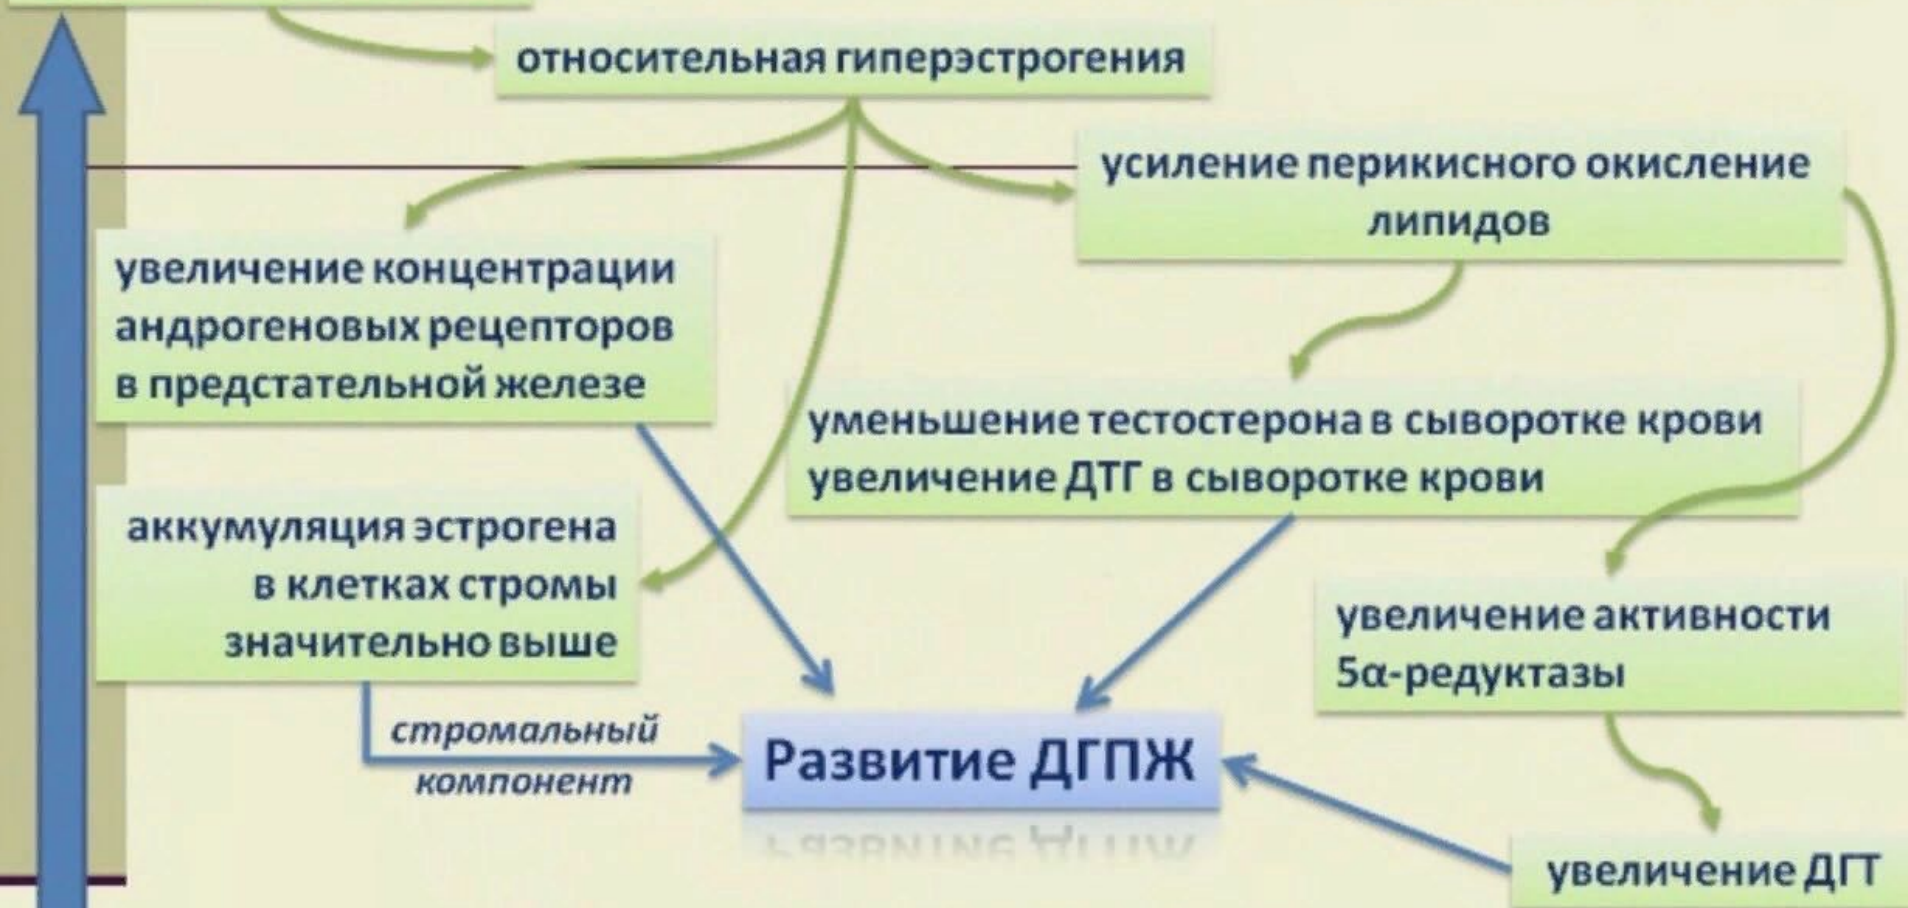 относительная гиперэстрогения
усиление перикисного окисление
липидов
увеличение концентрации
андрогеновых рецепторов
в предстательной железе
уменьшение тестостерона в сыворотке крови
увеличение ДТГ в сыворотке крови
аккумуляция эстрогена
в клетках стромы
значительно выше
увеличение активности
5α-редуктазы
стромальный
компонент
Развитие ДГПЖ
увеличение ДГТ